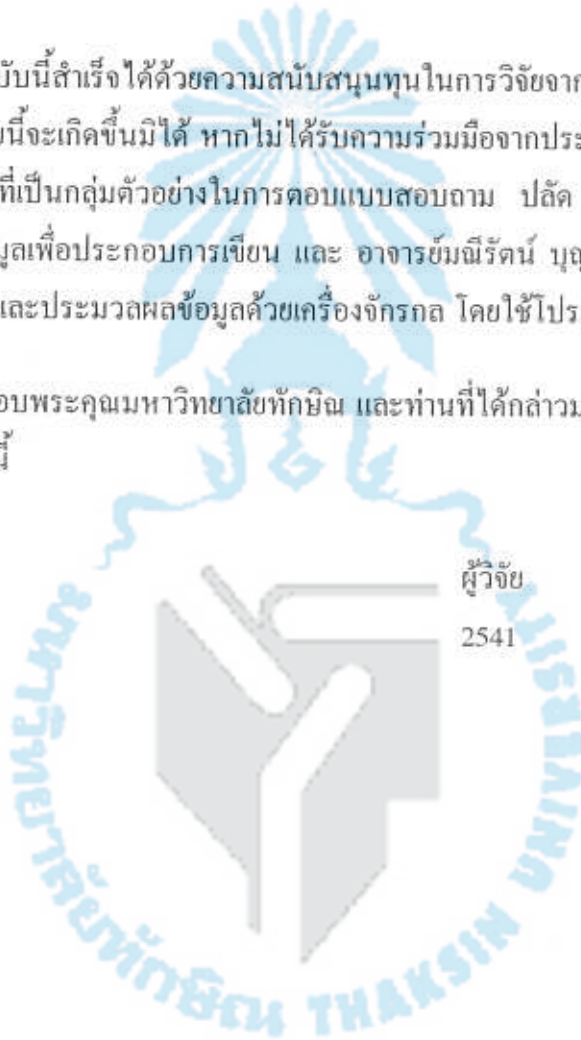 บับนี้สำเร็จได้ด้วยความสนับสนุนทุนในการวิจัยจาก
ยนี้จะเกิดขึ้นมิได้ หากไม่ได้รับความร่วมมือจากประ
ที่เป็นกลุ่มตัวอย่างในการตอบแบบสอบถาม ปลัด
มูลเพื่อประกอบการเขียน และ อาจารย์มณีรัตน์ บุญ
และประมวลผลข้อมูลด้วยเครื่องจักรกล โดยใช้โปร
อบพระคุณมหาวิทยาลัยทักษิณ และท่านที่ได้กล่าวม
นี้
ผู้วิจัย
2541
มหาวิทยาลัยทักษิณ THAKSIN UNIVERSITY